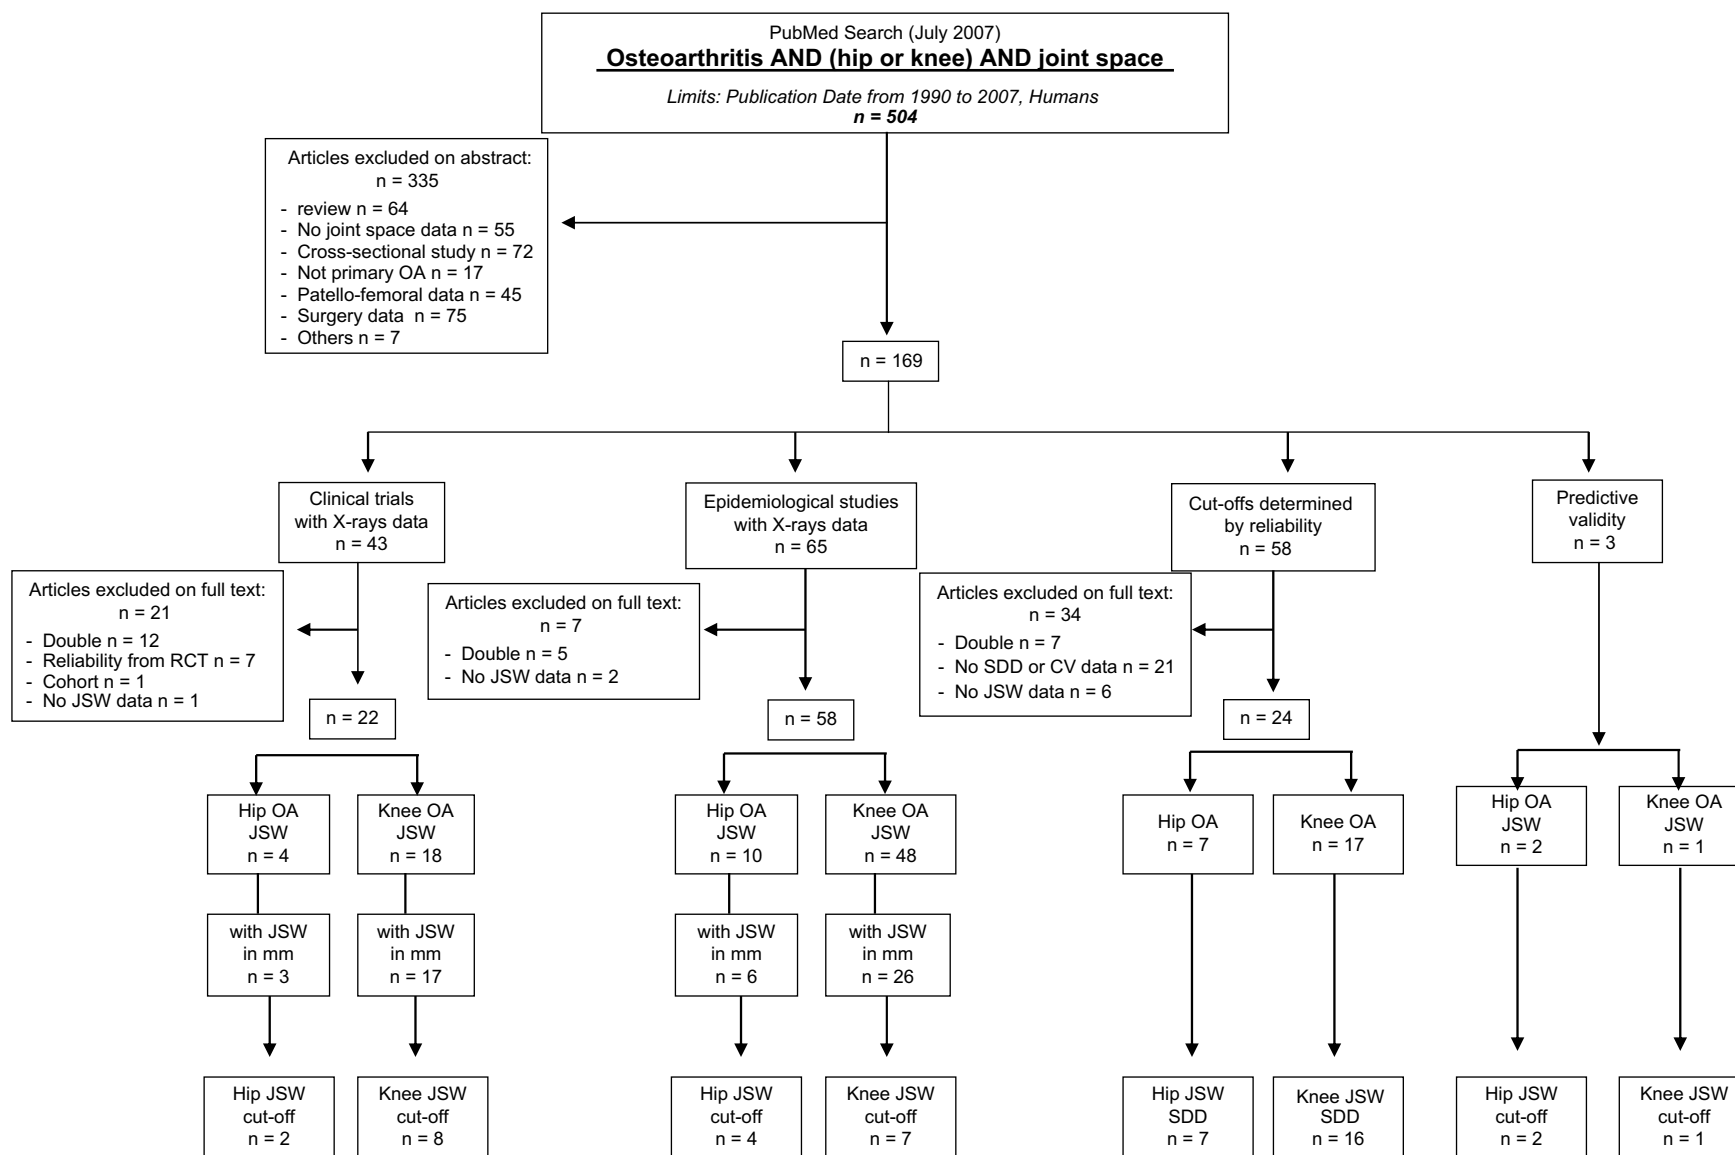 PubMed Search (July 2007)
Osteoarthritis AND (hip or knee) AND joint space
Limits: Publication Date from 1990 to 2007, Humans
n = 504
Articles excluded on abstract:
n = 335
- review n = 64
- No joint space data n = 55
- Cross-sectional study n = 72
- Not primary OA n = 17
- Patello-femoral data n = 45
- Surgery data n = 75
- Others n = 7
n = 169
Clinical trials
with X-rays data
n = 43
Epidemiological studies
with X-rays data
n = 65
Cut-offs determined
by reliability
n = 58
Predictive
validity
n = 3
Articles excluded on full text:
n = 21
- Double n = 12
- Reliability from RCT n = 7
- Cohort n = 1
- No JSW data n = 1
Articles excluded on full text:
n = 7
- Double n = 5
- No JSW data n = 2
Articles excluded on full text:
n = 34
- Double n = 7
- No SDD or CV data n = 21
- No JSW data n = 6
n = 22
n = 58
n = 24
Hip OA
JSW
n = 4
Knee OA
JSW
n = 18
Hip OA
JSW
n = 10
Knee OA
JSW
n = 48
Hip OA
n = 7
Knee OA
n = 17
Hip OA
JSW
n = 2
Knee OA
JSW
n = 1
with JSW
in mm
n = 3
with JSW
in mm
n = 17
with JSW
in mm
n = 6
with JSW
in mm
n = 26
Hip JSW
cut-off
n = 2
Knee JSW
cut-off
n = 8
Hip JSW
cut-off
n = 4
Knee JSW
cut-off
n = 7
Hip JSW
SDD
n = 7
Knee JSW
SDD
n = 16
Hip JSW
cut-off
n = 2
Knee JSW
cut-off
n = 1